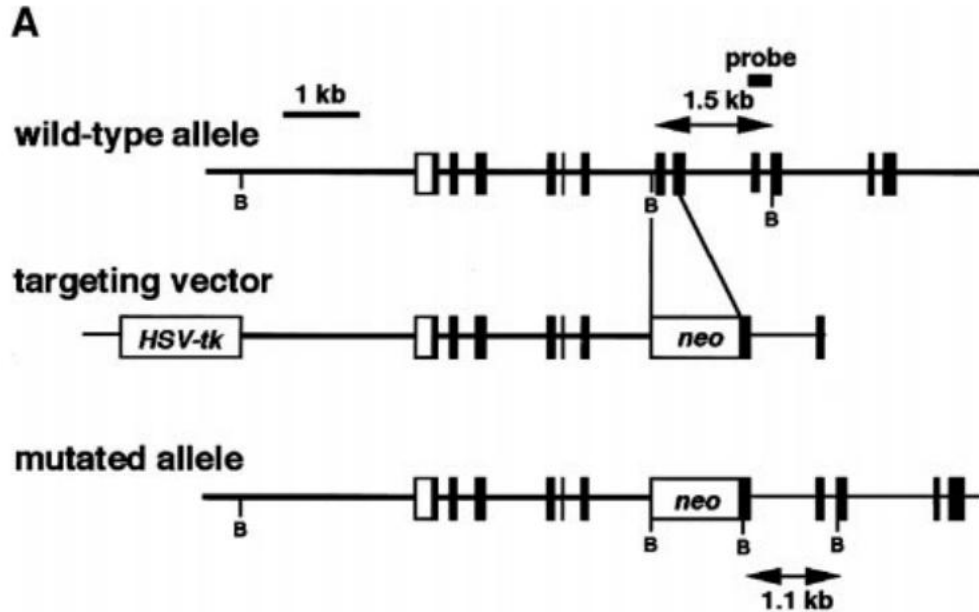 A
probe
1 kb
1.5 kb
wild-type allele
B
B
B
targeting vector
HSV-tk
neo
mutated allele
neo
B
B
B
B
1.1 kb